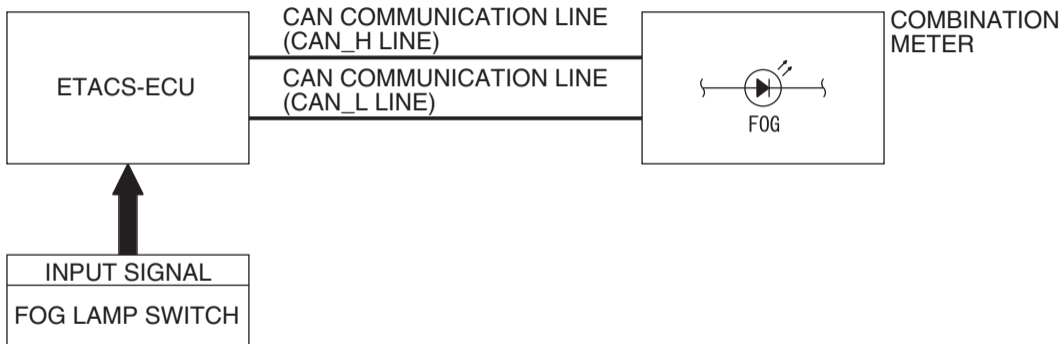 ETACS-ECU
CAN COMMUNICATION LINE
(CAN_H LINE)
CAN COMMUNICATION LINE
(CAN_L LINE)
COMBINATION
METER
FOG
INPUT SIGNAL
FOG LAMP SWITCH